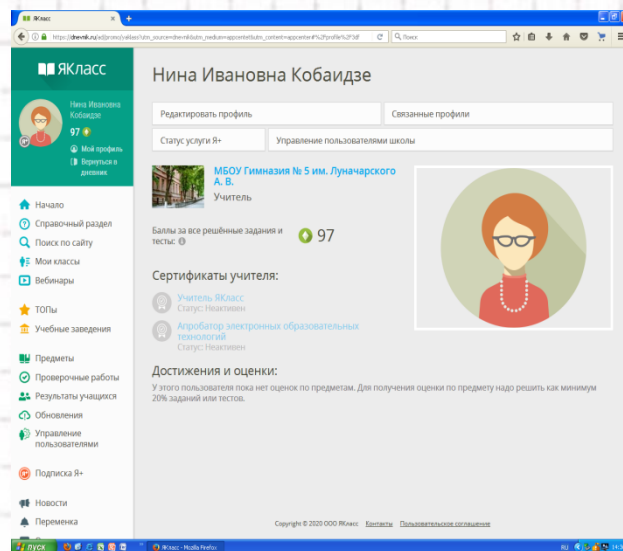 ЯКласс
https://dnevnik.ru
Поиск
ЯКласс
Нина Ивановна
Кобаидзе
97
Мой профиль
Вернуться в
дневник
Начало
Справочный раздел
Поиск по сайту
Мои классы
Вебинары
ТОПы
Учебные заведения
Предметы
Проверочные работы
Результаты учащихся
Обновления
Управление
пользователями
Подписка Я+
Новости
Переменка
Нина Ивановна Кобаидзе
Редактировать профиль
Связанные профили
Статус услуги Я+
Управление пользователями школы
МБОУ Гимназия № 5 им. Луначарского
А. В.
Учитель
Баллы за все решённые задания и
тесты:
97
Сертификаты учителя:
Учитель ЯКласс
Статус: Неактивен
Апробатор электронных образовательных
технологий
Статус: Неактивен
Достижения и оценки:
У этого пользователя пока нет оценок по предметам. Для получения оценки по предмету надо решить как минимум
20% заданий или тестов.
Copyright © 2020 ООО ЯКласс Контакты Пользовательское соглашение
пуск
ЯКласс - Mozilla Firefox
RU